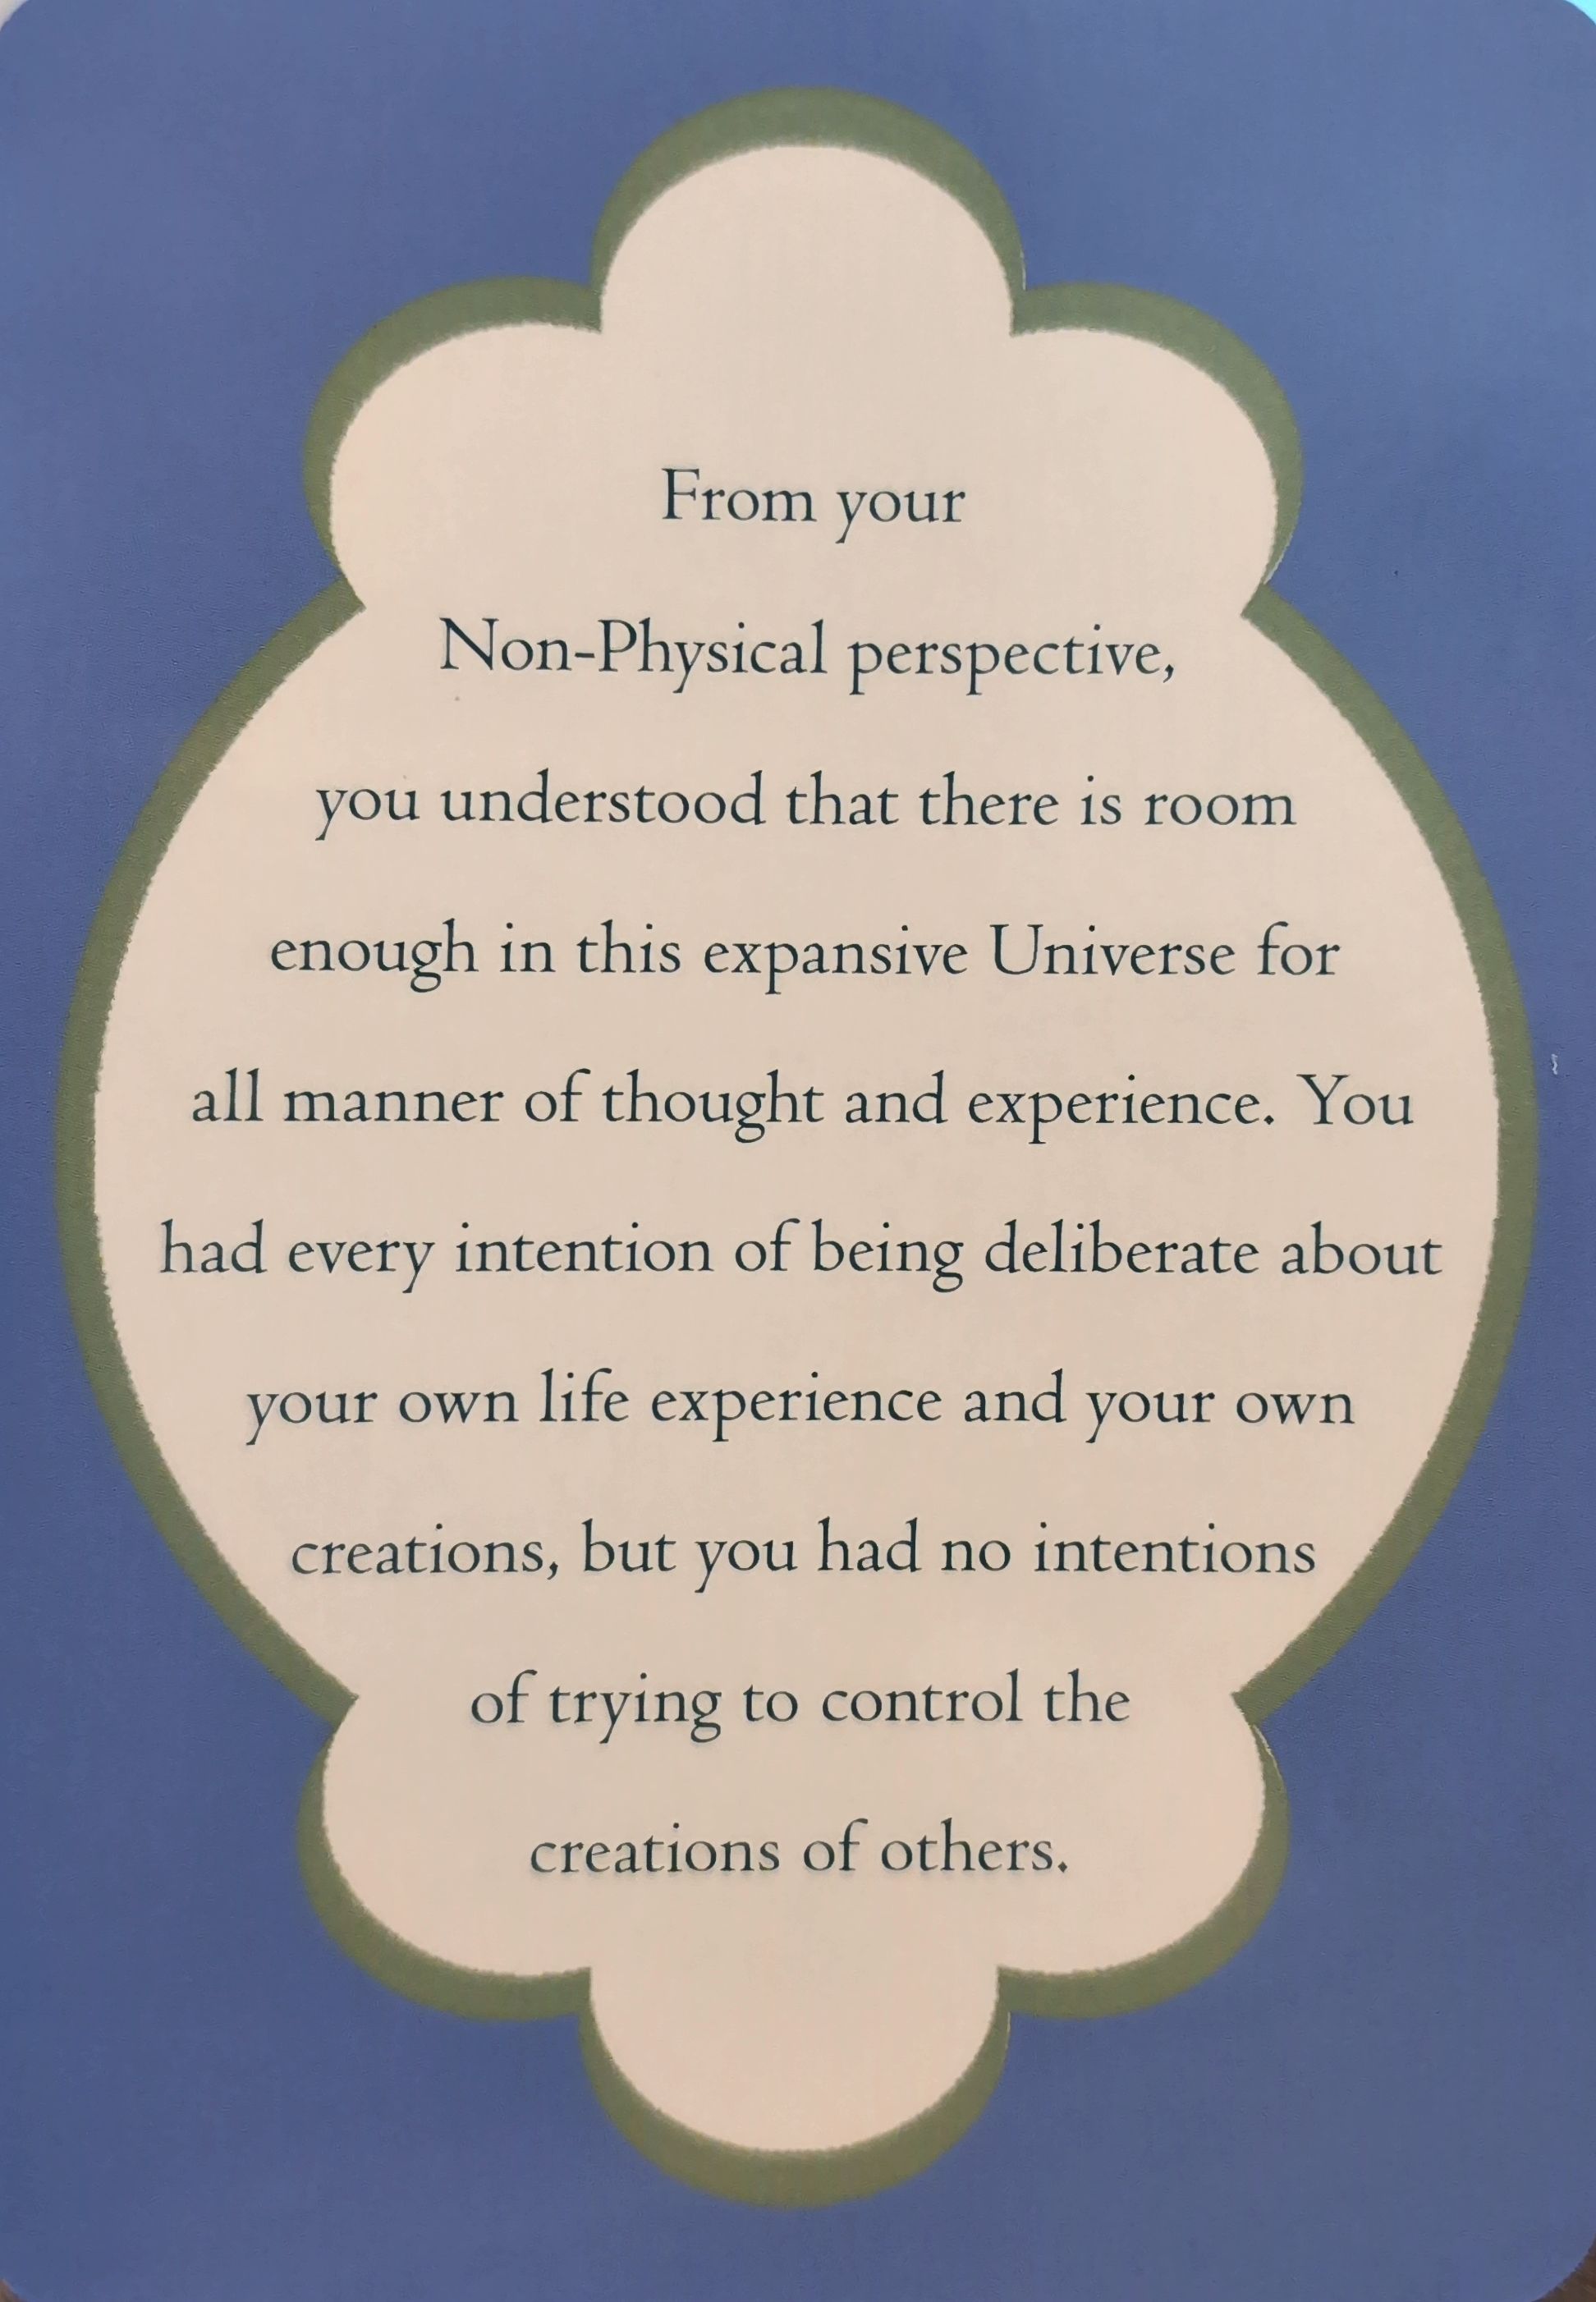 From your
Non-Physical perspective,
you understood that there is room
enough in this expansive Universe for
all manner of thought and experience. You
had every intention of being deliberate about
your own life experience and your own
creations, but you had no intentions
of trying to control the
creations of others.